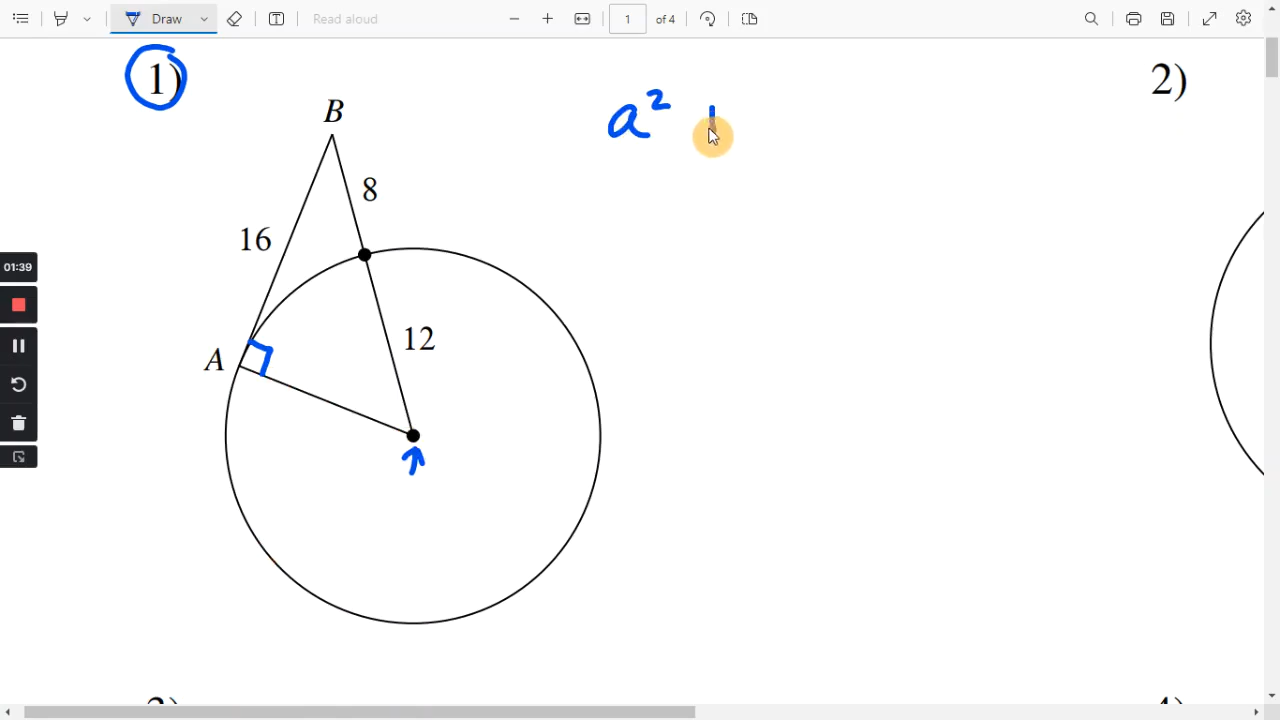 Draw
Read aloud
1 of 4
1)
2)
B
a² +
8
16
01:39
12
A